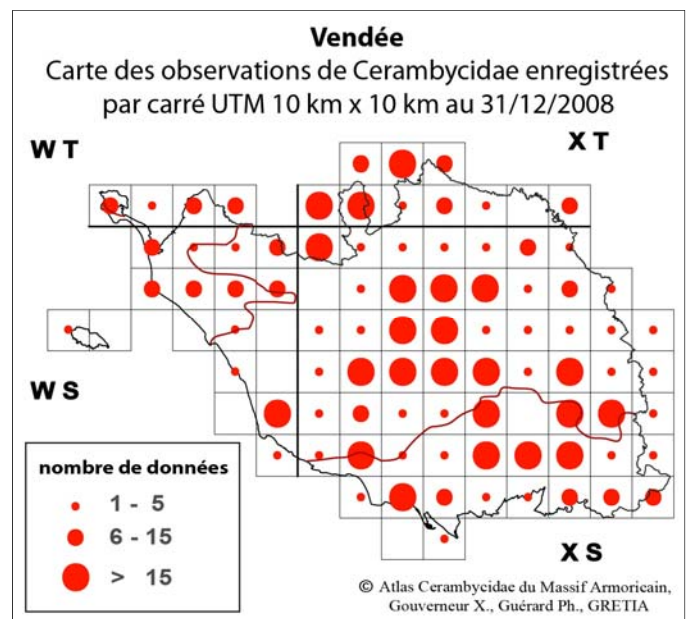 Vendée
Carte des observations de Cerambycidae enregistrées
par carré UTM 10 km x 10 km au 31/12/2008
W T
X T
W S
nombre de données
1 - 5
6 - 15
> 15
X S
© Atlas Cerambycidae du Massif Armoricain,
Gouverneur X., Guérard Ph., GRETIA